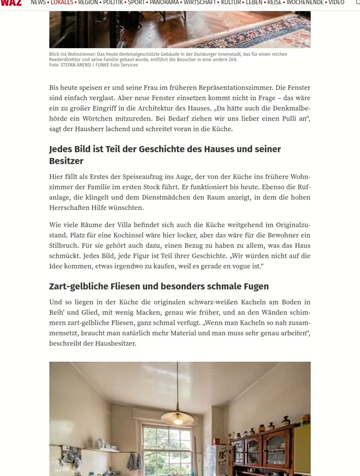 WAZ NEWS • LOKALES • REGION • POLITIK • SPORT • PANORAMA • WIRTSCHAFT • KULTUR • LEBEN • REISE • WOCHENENDE • VIDEO
Blick ins Wohnzimmer: Das heute denkmalgeschützte Gebäude in der Duisburger Innenstadt, das für einen reichen
Reederdirektor und seine Familie gebaut wurde, entführt die Besucher in eine andere Zeit.
Foto: STEFAN AREND / FUNKE Foto Services
Bis heute speisen er und seine Frau im früheren Repräsentationszimmer. Die Fenster
sind einfach verglast. Aber neue Fenster einsetzen kommt nicht in Frage – das wäre
ein zu großer Eingriff in die Architektur des Hauses. „Da hätte auch die Denkmalbe-
hörde ein Wörtchen mitzureden. Bei Bedarf ziehen wir uns lieber einen Pulli an“,
sagt der Hausherr lachend und schreitet voran in die Küche.
Jedes Bild ist Teil der Geschichte des Hauses und seiner
Besitzer
Hier fällt als Erstes der Speiseaufzug ins Auge, der von der Küche ins frühere Wohn-
zimmer der Familie im ersten Stock führt. Er funktioniert bis heute. Ebenso die Ruf-
anlage, die klingelt und dem Dienstmädchen den Raum anzeigt, in dem die hohen
Herrschaften Hilfe wünschten.
Wie viele Räume der Villa befindet sich auch die Küche weitgehend im Originalzu-
stand. Platz für eine Kochinsel wäre hier locker, aber das wäre für die Bewohner ein
Stilbruch. Für sie gehört auch dazu, einen Bezug zu haben zu allem, was das Haus
schmückt. Jedes Bild, jede Figur ist Teil ihrer Geschichte. „Wir würden nicht auf die
Idee kommen, etwas irgendwo zu kaufen, weil es gerade en vogue ist.“
Zart-gelbliche Fliesen und besonders schmale Fugen
Und so liegen in der Küche die originalen schwarz-weißen Kacheln am Boden in
Reih’ und Glied, mit wenig Macken, genau wie früher, und an den Wänden schim-
mern zart-gelbliche Fliesen, ganz schmal verfugt. „Wenn man Kacheln so nah zusam-
mensetzt, braucht man natürlich mehr Material und man muss sehr genau arbeiten“,
beschreibt der Hausbesitzer.